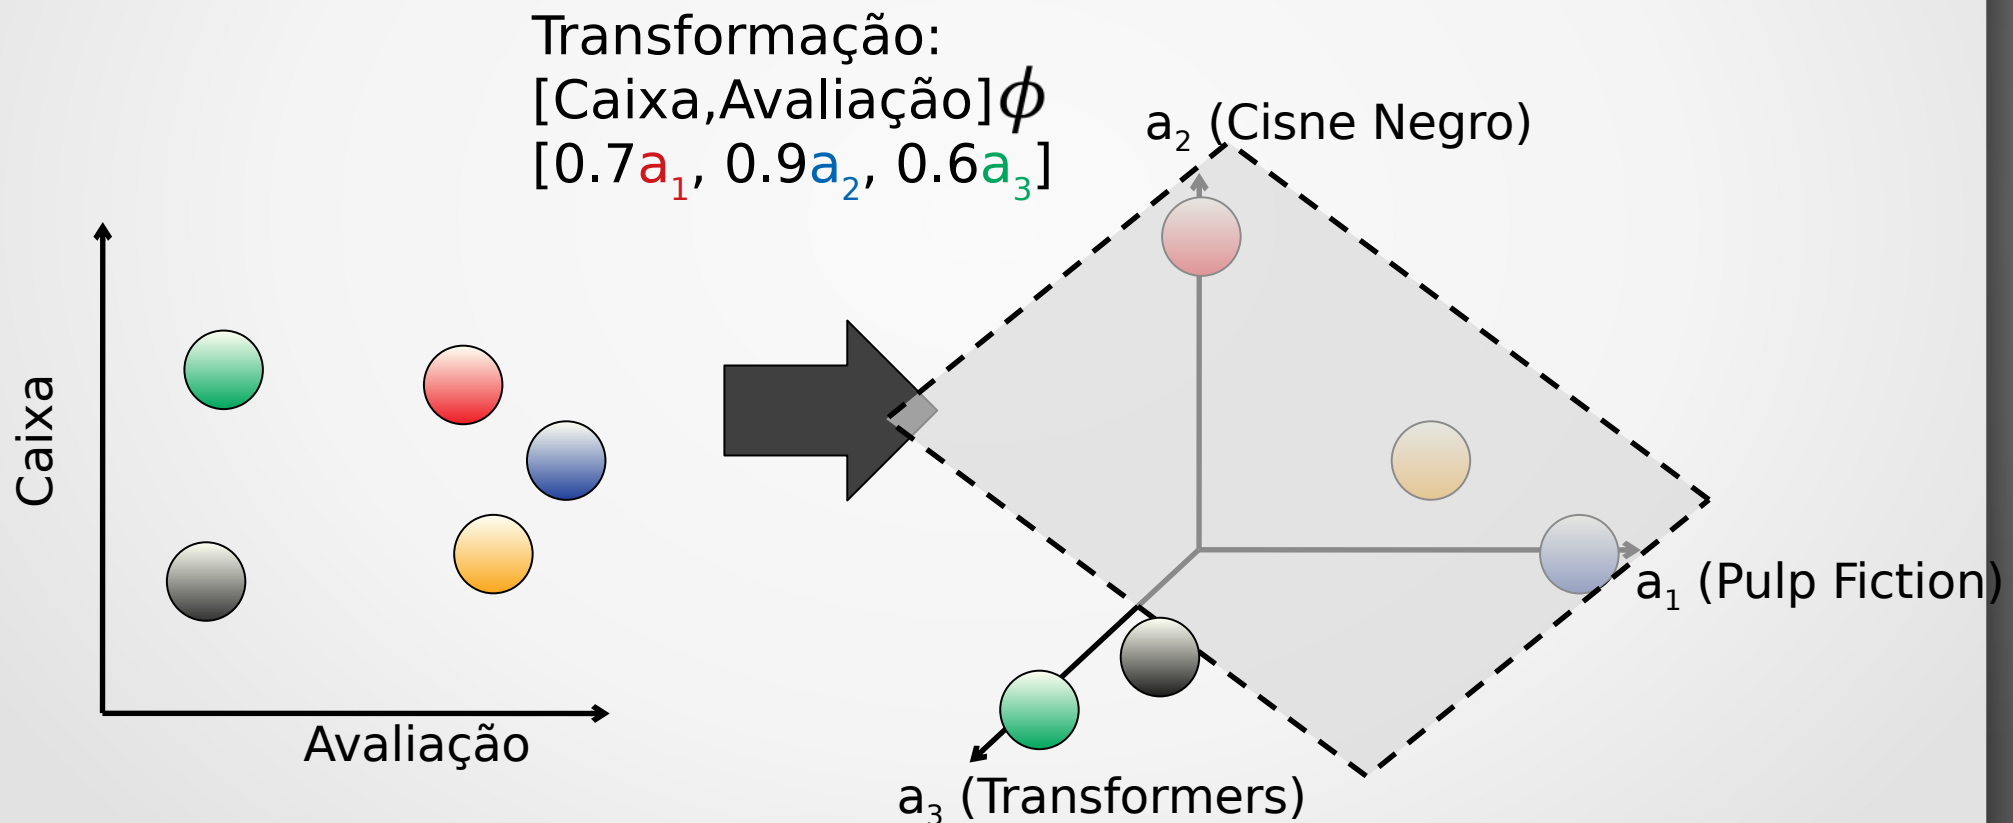 Transformação:
[Caixa,Avaliação]ϕ
[0.7a₁, 0.9a₂, 0.6a₃]
a₂ (Cisne Negro)
Caixa
Avaliação
a₁ (Pulp Fiction)
a₃ (Transformers)